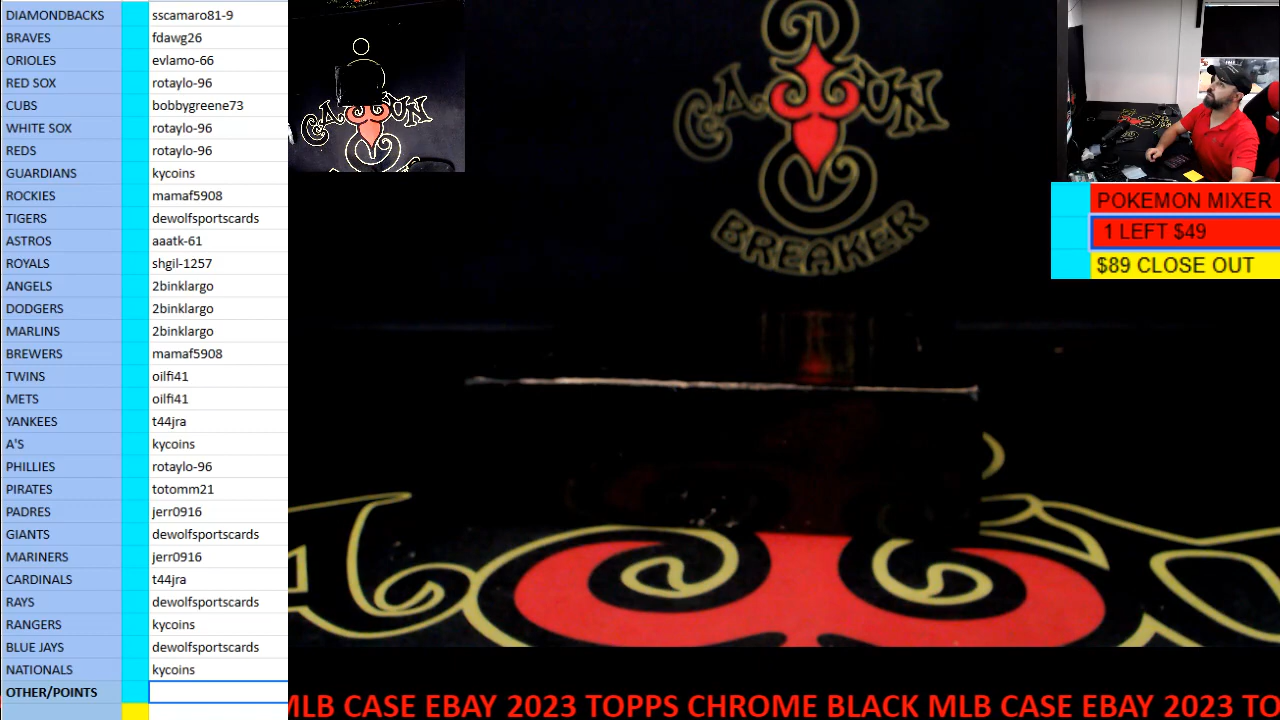 DIAMONDBACKS sscamaro81-9
BRAVES fdawg26
ORIOLES evlamo-66
RED SOX rotaylo-96
CUBS bobbygreene73
WHITE SOX rotaylo-96
REDS rotaylo-96
GUARDIANS kycoins
ROCKIES mamaf5908
TIGERS dewolfsportscards
ASTROS aaatk-61
ROYALS shgil-1257
ANGELS 2binklargo
DODGERS 2binklargo
MARLINS 2binklargo
BREWERS mamaf5908
TWINS oilfi41
METS oilfi41
YANKEES t44jra
A'S kycoins
PHILLIES rotaylo-96
PIRATES totomm21
PADRES jerr0916
GIANTS dewolfsportscards
MARINERS jerr0916
CARDINALS t44jra
RAYS dewolfsportscards
RANGERS kycoins
BLUE JAYS dewolfsportscards
NATIONALS kycoins
OTHER/POINTS
BREAKER
POKEMON MIXER
1 LEFT $49
$89 CLOSE OUT
MLB CASE EBAY 2023 TOPPS CHROME BLACK MLB CASE EBAY 2023 TO